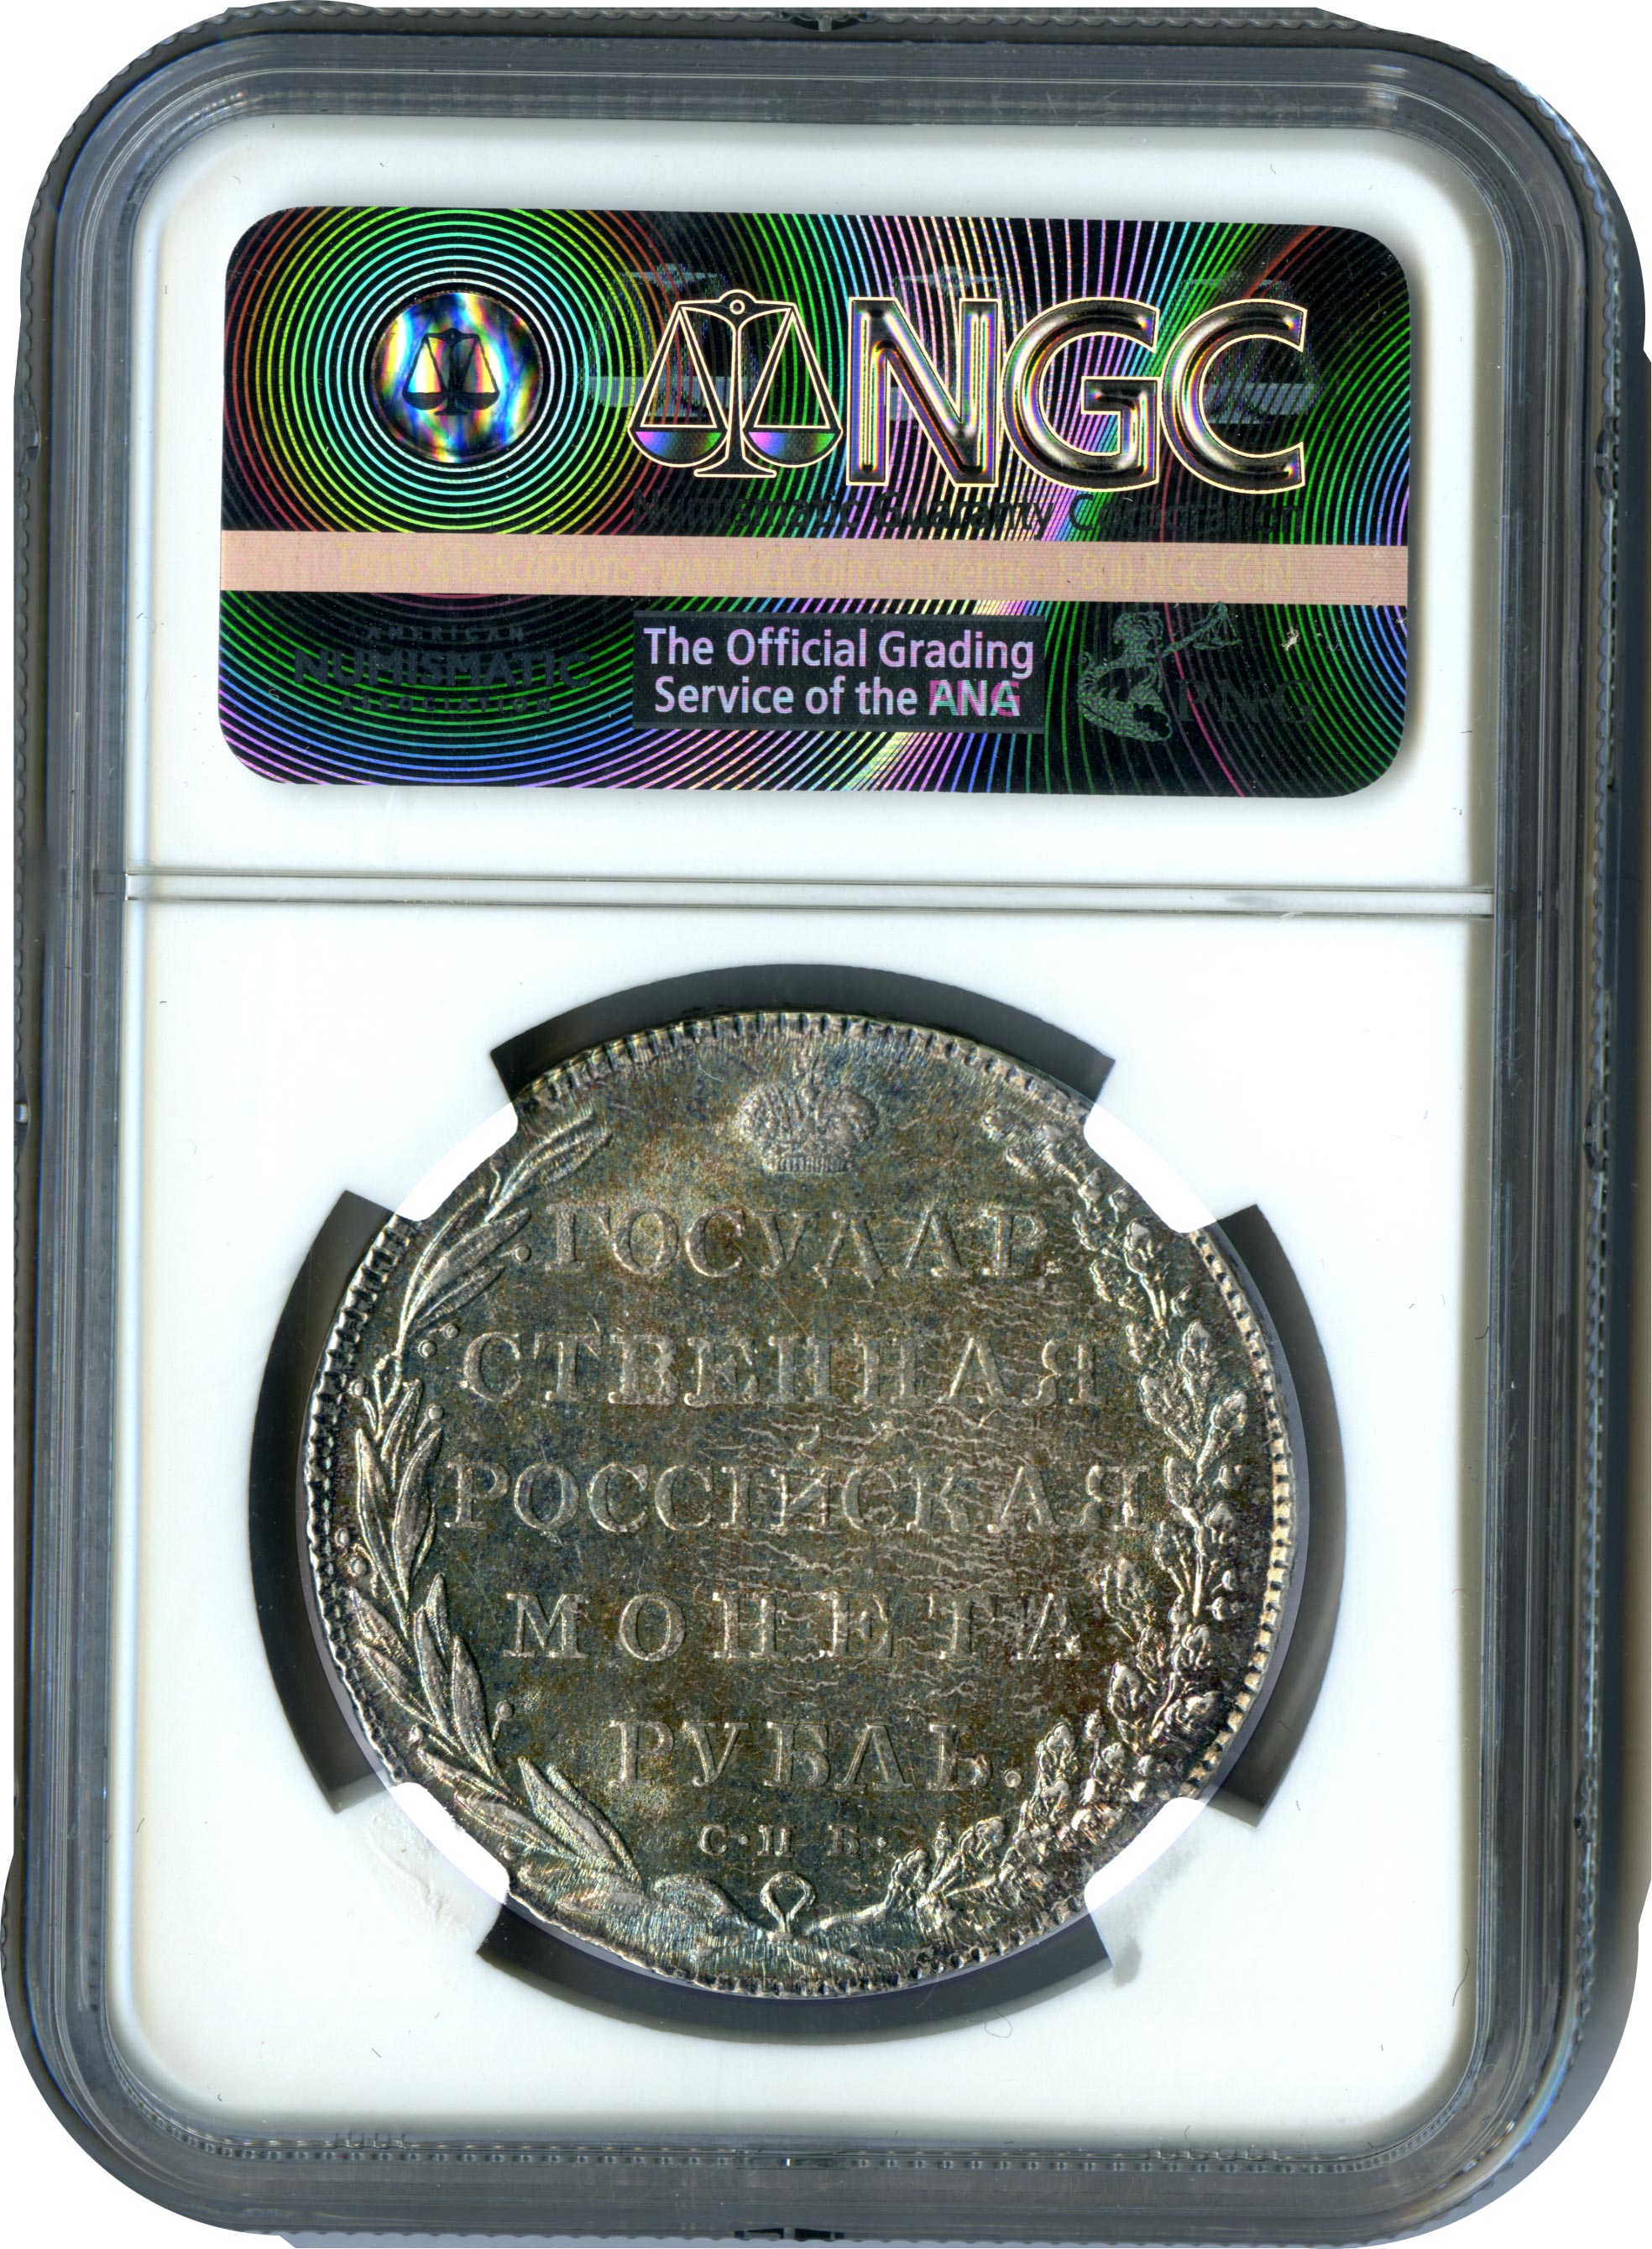 NGC
Numismatic Guaranty Corporation
Terms & Descriptions - www.NGCcoin.com/terms - 1-800-NGC-COIN
AMERICAN
NUMISMATIC
ASSOCIATION
The Official Grading
Service of the ANA
PNG
·ГОСУДАР
СТВЕННАЯ
РОССІЙСКАЯ
МОНЕТА
РУБЛЬ.
С·П Б·